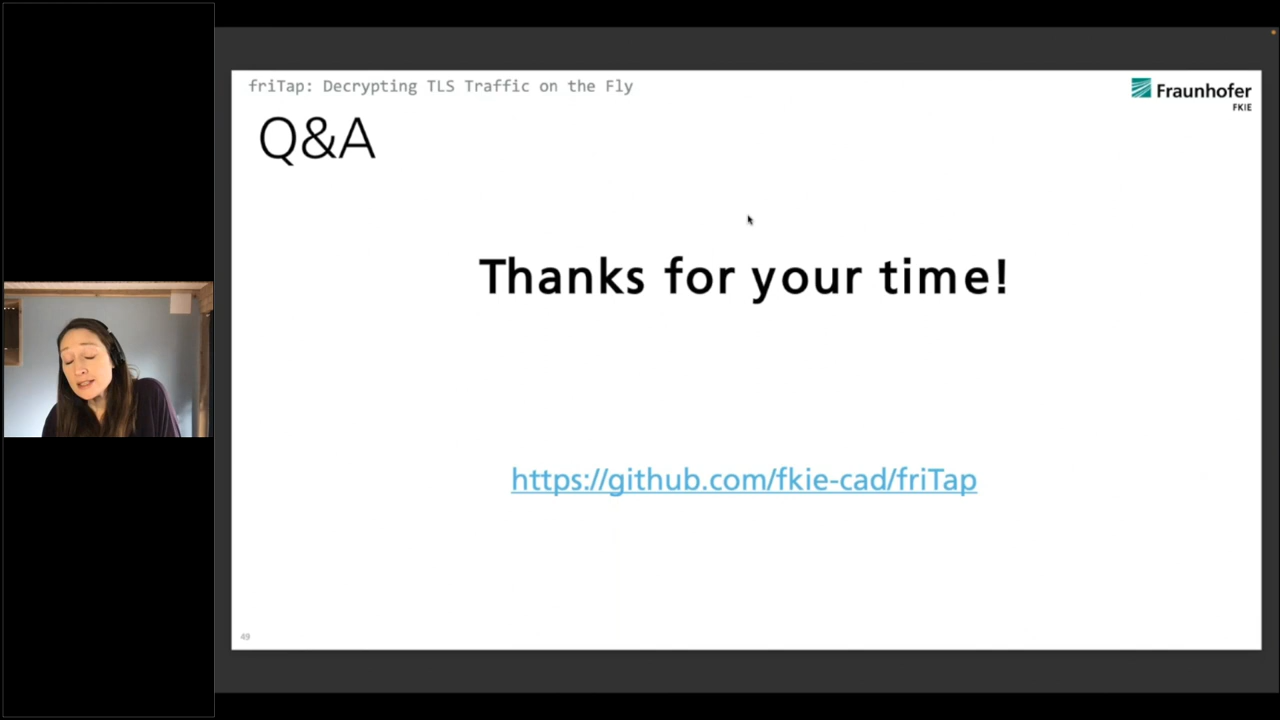 friTap: Decrypting TLS Traffic on the Fly
Fraunhofer
FKIE
Q&A
Thanks for your time!
https://github.com/fkie-cad/friTap
49